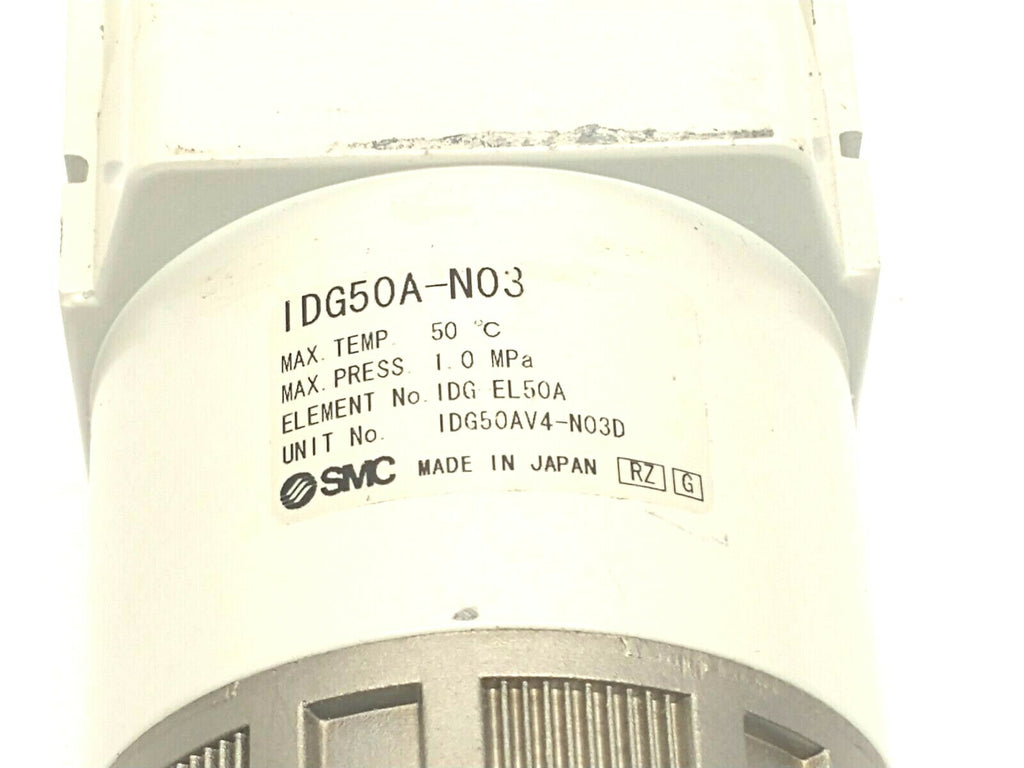 IDG50A-N03
MAX. TEMP. 50 °C
MAX. PRESS. 1.0 MPa
ELEMENT No. IDG EL50A
UNIT No. IDG50AV4-N03D
SMC MADE IN JAPAN RZ G